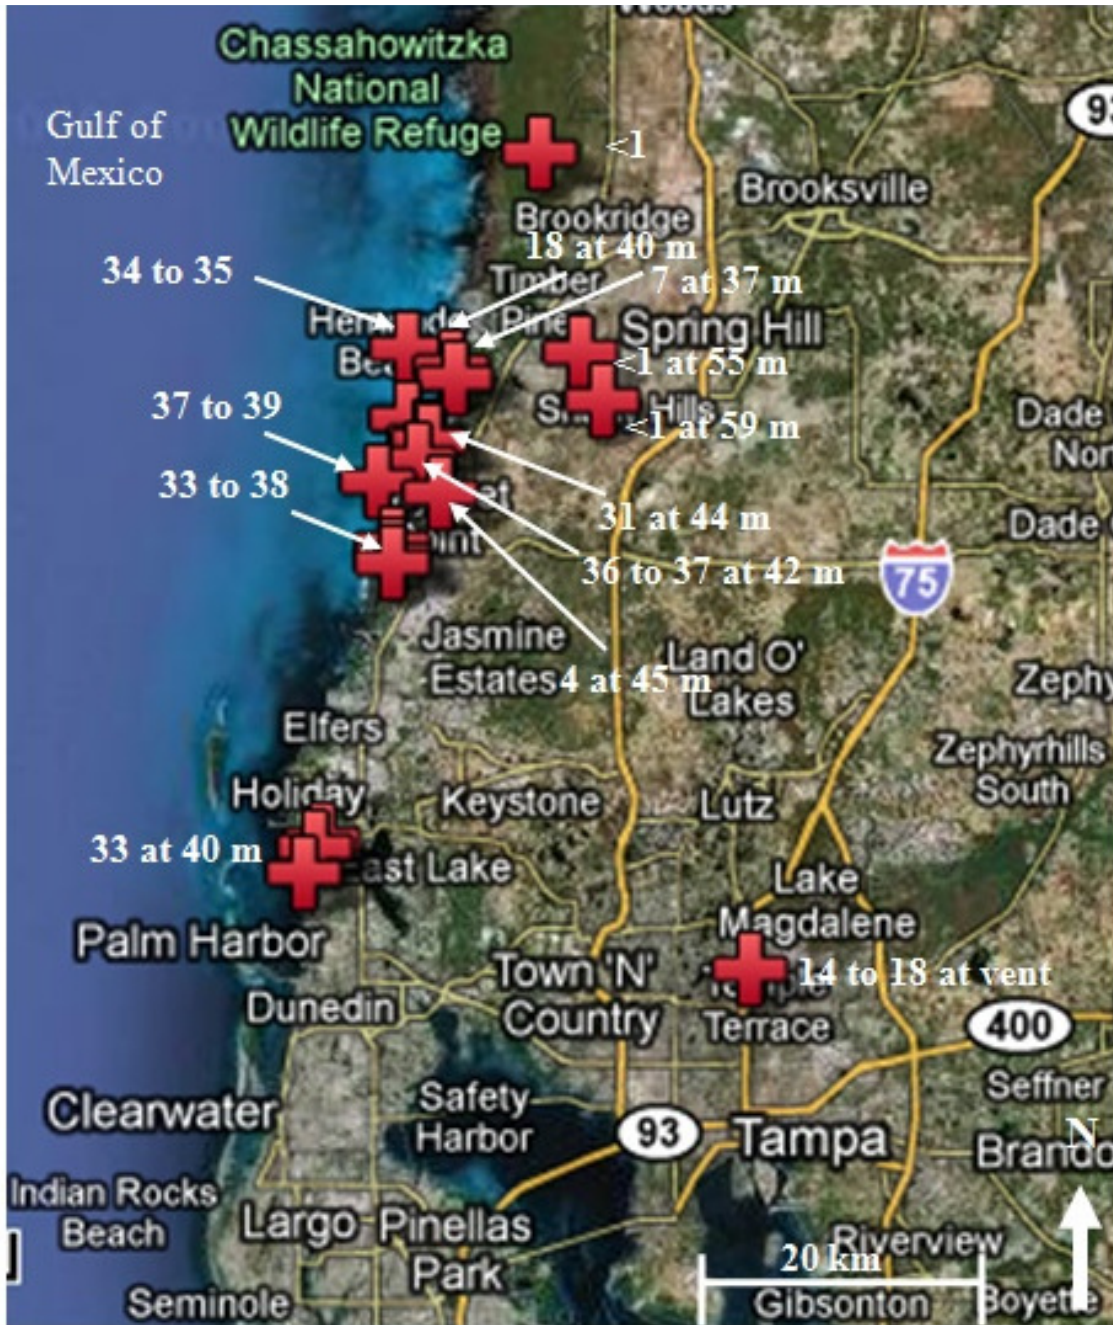 Woods
Chassahowitzka
National
Wildlife Refuge
Gulf of
Mexico
93
<1
Brooksville
Brookridge
18 at 40 m
34 to 35
Timber
7 at 37 m
Pine
Spring Hill
<1 at 55 m
37 to 39
Hills
<1 at 59 m
Dade
Nor
33 to 38
31 at 44 m
Dade
36 to 37 at 42 m
75
Jasmine
Estates
4 at 45 m
Land O'
Lakes
Zephy
Elfers
Zephyrhills
South
Holiday
Keystone
Lutz
33 at 40 m
East Lake
Lake
Magdalene
Palm Harbor
Town 'N'
Country
14 to 18 at vent
Terrace
Dunedin
400
Seffner
Clearwater
Safety
Harbor
93
Tampa
N
Brando
Indian Rocks
Beach
Largo
Pinellas
Park
Riverview
20 km
Seminole
Gibsonton
Boyette